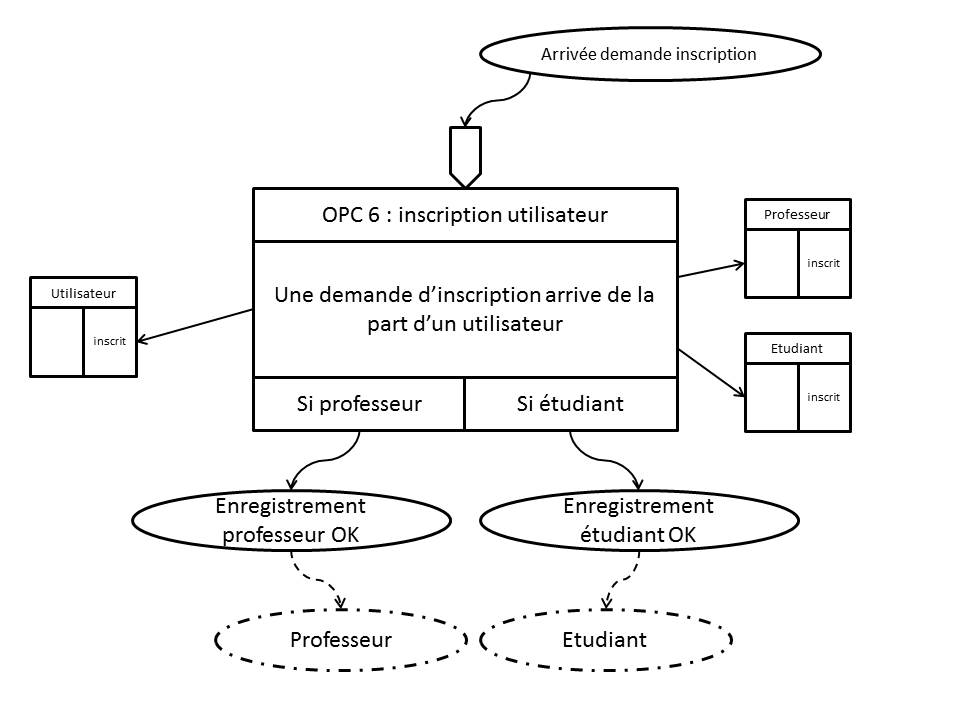 Arrivée demande inscription
OPC 6 : inscription utilisateur
Professeur
inscrit
Une demande d’inscription arrive de la
part d’un utilisateur
Utilisateur
inscrit
Etudiant
inscrit
Si professeur
Si étudiant
Enregistrement
professeur OK
Enregistrement
étudiant OK
Professeur
Etudiant